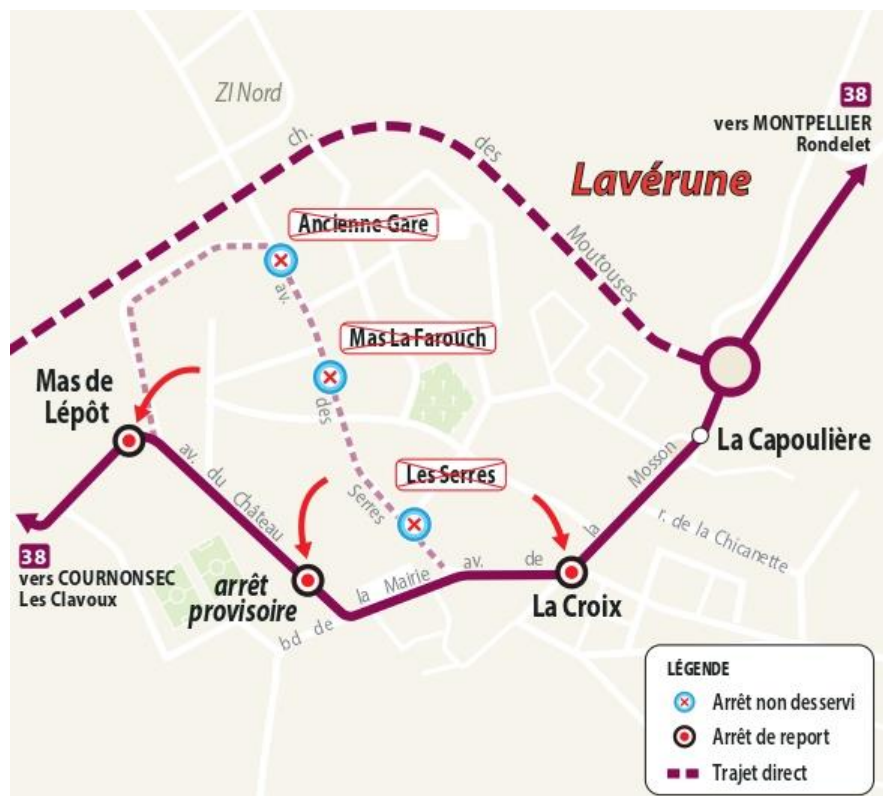 ZI Nord
38
vers MONTPELLIER
Rondelet
ch.
des
Lavérune
Ancienne Gare
Moutouses
av.
Mas La Farouch
Mas de
Lépôt
des
La Capoulière
Les Serres
Mosson
av. du Château
Serres
la
r. de la Chicanette
38
vers COURNONSEC
Les Clavoux
arrêt
provisoire
bd de la Mairie
av. de
La Croix
LÉGENDE
Arrêt non desservi
Arrêt de report
Trajet direct